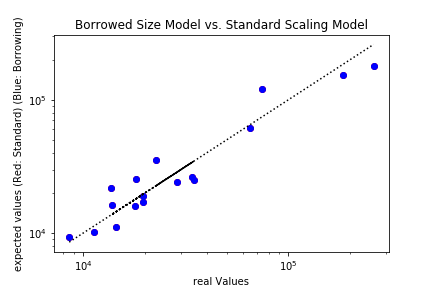 Borrowed Size Model vs. Standard Scaling Model
expected values (Red: Standard) (Blue: Borrowing)
10^5
10^4
10^4
10^5
real Values